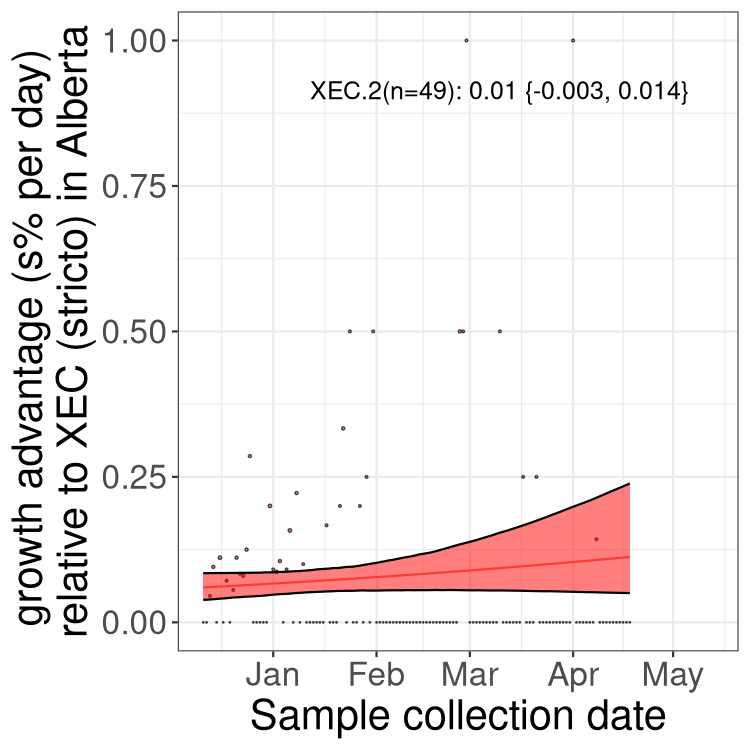 growth advantage (s% per day)
relative to XEC (stricto) in Alberta
1.00
0.75
0.50
0.25
0.00
XEC.2(n=49): 0.01 {-0.003, 0.014}
Jan Feb Mar Apr May
Sample collection date